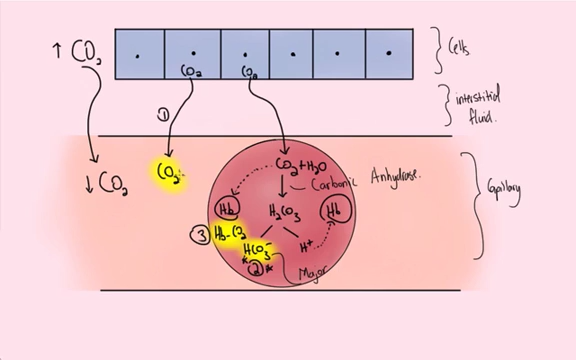 ↑ CO₂
CO₂
CO₂
Cells
①
interstitial
fluid.
CO₂
↓ CO₂
CO₂ + H₂O
Carbonic Anhydrase.
Capillary
Hb
H₂CO₃
Hb
③ Hb-CO₂
HCO₃⁻
H⁺
*②*
Major